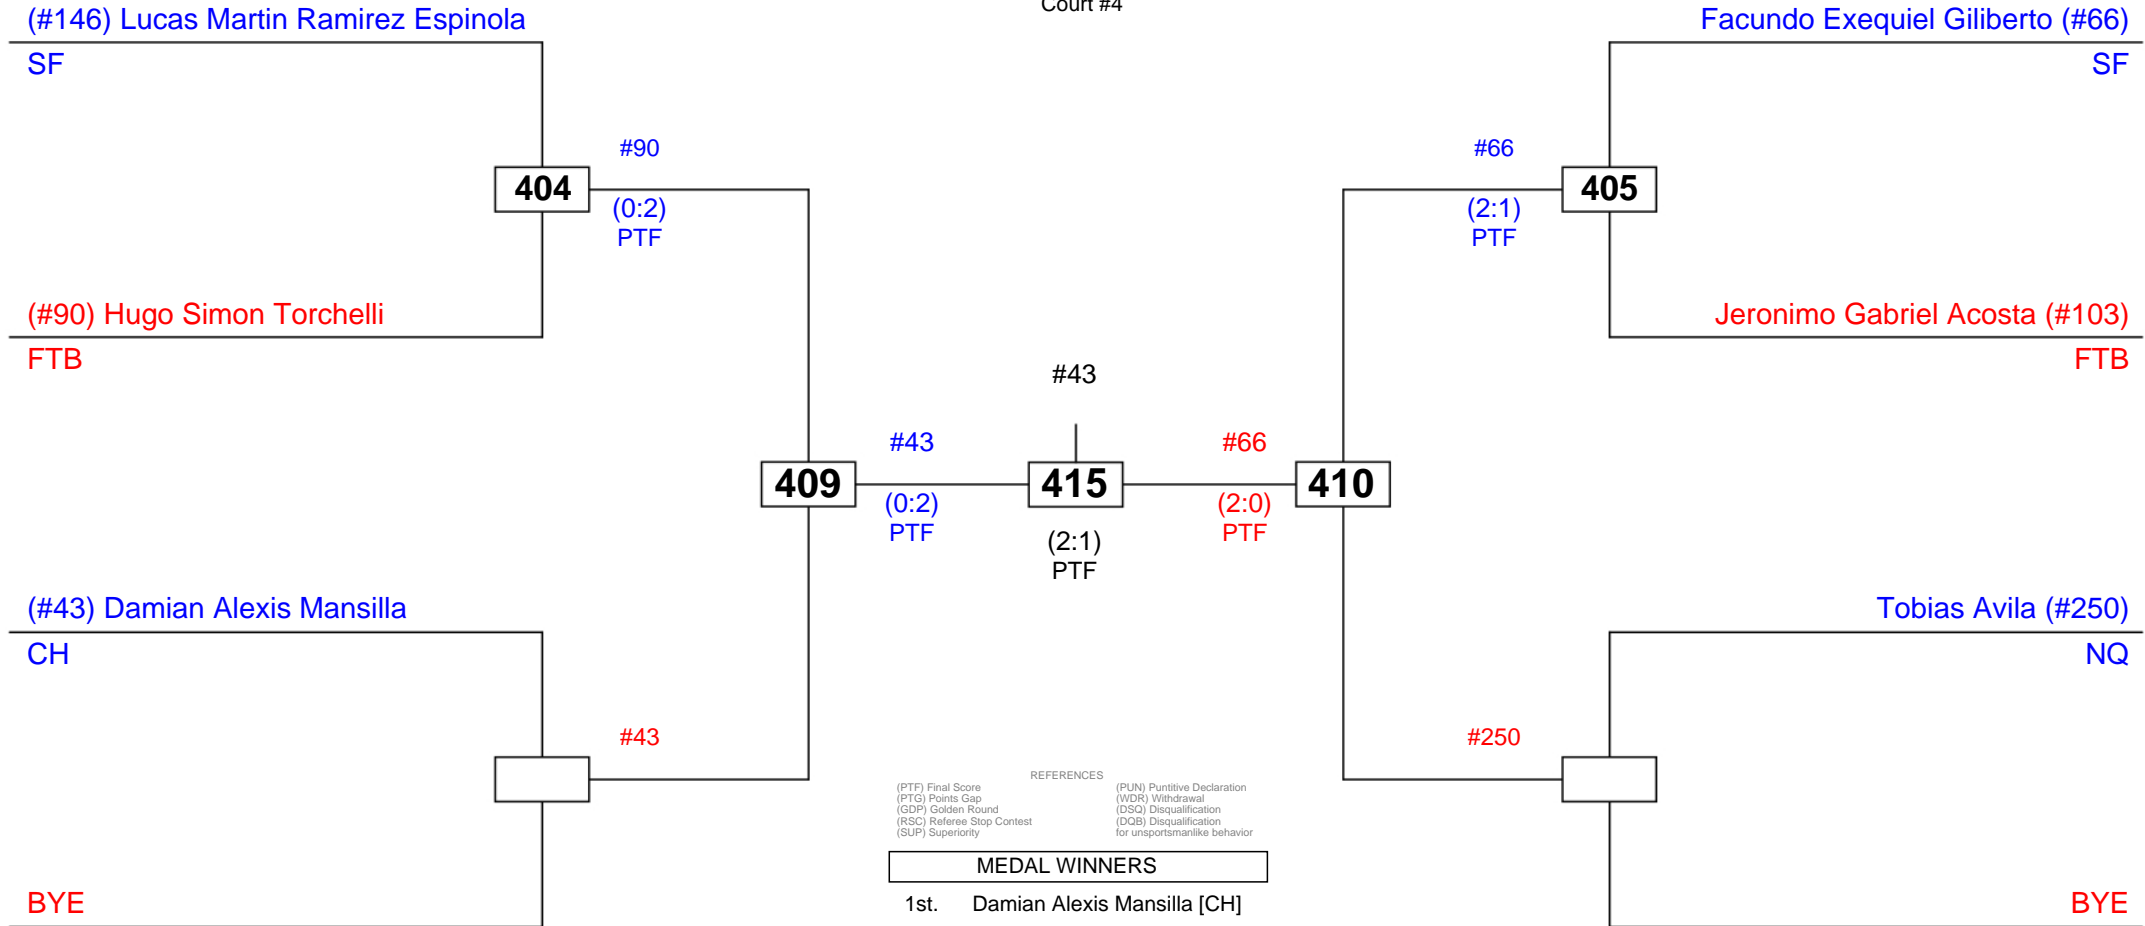 Court #4
(#146) Lucas Martin Ramirez Espinola
SF
Facundo Exequiel Giliberto (#66)
SF
#90
404
(0:2)
PTF
#66
405
(2:1)
PTF
(#90) Hugo Simon Torchelli
FTB
Jeronimo Gabriel Acosta (#103)
FTB
#43
409
#43
(0:2)
PTF
415
(2:1)
PTF
#66
(2:0)
PTF
410
(#43) Damian Alexis Mansilla
CH
Tobias Avila (#250)
NQ
#43
#250
REFERENCES
(PTF) Final Score
(PTG) Points Gap
(GDP) Golden Round
(RSC) Referee Stop Contest
(SUP) Superiority
(PUN) Puntitive Declaration
(WDR) Withdrawal
(DSQ) Disqualification
(DQB) Disqualification
for unsportsmanlike behavior
MEDAL WINNERS
1st. Damian Alexis Mansilla [CH]
BYE
BYE